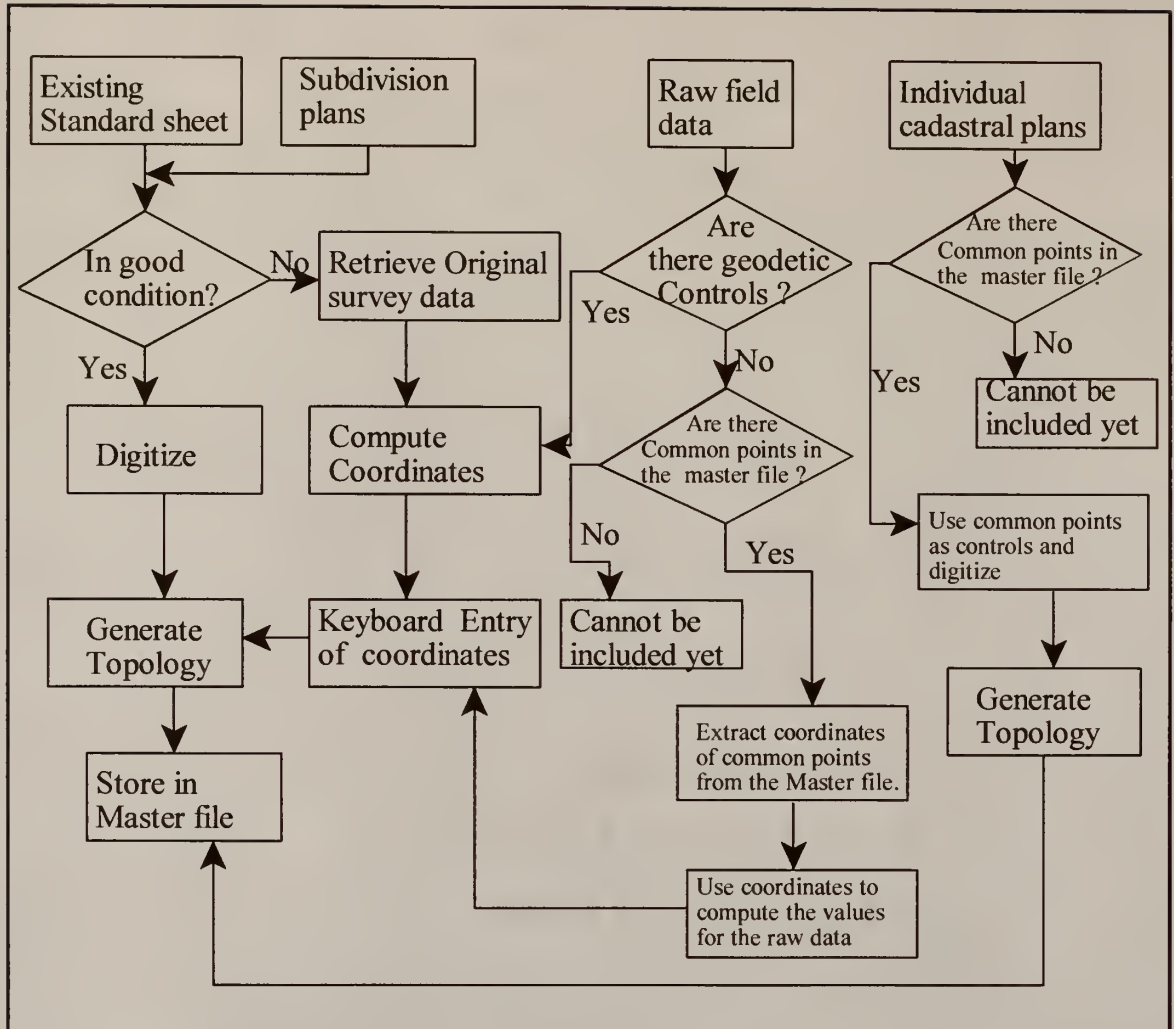 Existing
Standard sheet
Subdivision
plans
Raw field
data
Individual
cadastral plans
In good
condition?
No
Retrieve Original
survey data
Are
there geodetic
Controls ?
Are there
Common points in
the master file ?
Yes
No
Yes
No
Yes
Cannot be
included yet
Digitize
Compute
Coordinates
Are there
Common points in
the master file ?
Use common points
as controls and
digitize
No
Yes
Generate
Topology
Keyboard Entry
of coordinates
Cannot be
included yet
Generate
Topology
Extract coordinates
of common points
from the Master file.
Store in
Master file
Use coordinates to
compute the values
for the raw data